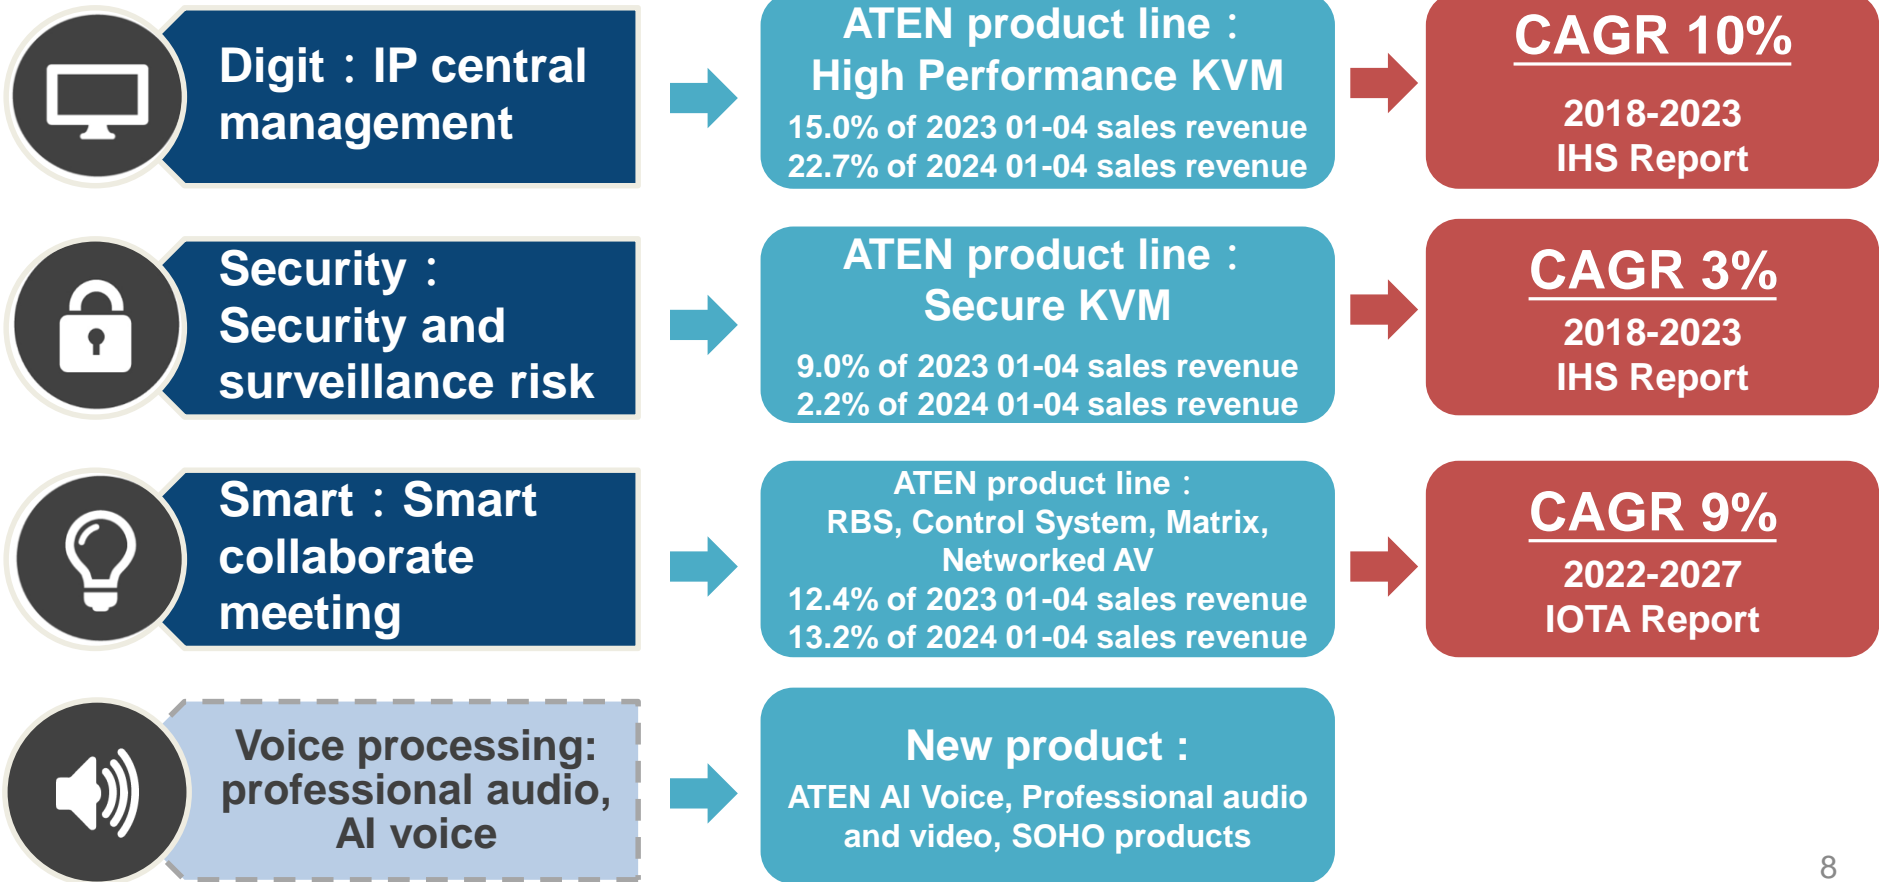 Digit：IP central
management
ATEN product line：
High Performance KVM
15.0% of 2023 01-04 sales revenue
22.7% of 2024 01-04 sales revenue
CAGR 10%
2018-2023
IHS Report
Security：
Security and
surveillance risk
ATEN product line：
Secure KVM
9.0% of 2023 01-04 sales revenue
2.2% of 2024 01-04 sales revenue
CAGR 3%
2018-2023
IHS Report
Smart：Smart
collaborate
meeting
ATEN product line：
RBS, Control System, Matrix,
Networked AV
12.4% of 2023 01-04 sales revenue
13.2% of 2024 01-04 sales revenue
CAGR 9%
2022-2027
IOTA Report
Voice processing:
professional audio,
AI voice
New product：
ATEN AI Voice, Professional audio
and video, SOHO products
8